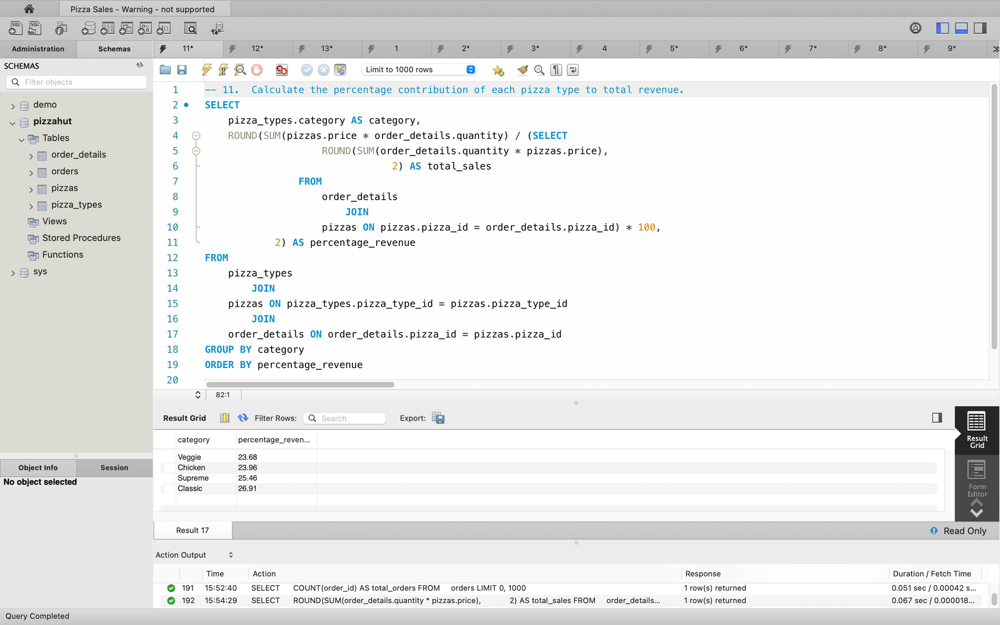 Pizza Sales - Warning - not supported
Administration
Schemas
11*
12*
13*
1
2*
3*
4
5*
6*
7*
8*
9*
SCHEMAS
Filter objects
demo
pizzahut
Tables
order_details
orders
pizzas
pizza_types
Views
Stored Procedures
Functions
sys
Object Info
Session
No object selected
Limit to 1000 rows
1 -- 11.  Calculate the percentage contribution of each pizza type to total revenue.
2 SELECT
3 pizza_types.category AS category,
4 ROUND(SUM(pizzas.price * order_details.quantity) / (SELECT
5 ROUND(SUM(order_details.quantity * pizzas.price),
6 2) AS total_sales
7 FROM
8 order_details
9 JOIN
10 pizzas ON pizzas.pizza_id = order_details.pizza_id) * 100,
11 2) AS percentage_revenue
12 FROM
13 pizza_types
14 JOIN
15 pizzas ON pizza_types.pizza_type_id = pizzas.pizza_type_id
16 JOIN
17 order_details ON order_details.pizza_id = pizzas.pizza_id
18 GROUP BY category
19 ORDER BY percentage_revenue
20
82:1
Result Grid
Filter Rows:
Search
Export:
category percentage_reven...
Veggie 23.68
Chicken 23.96
Supreme 25.46
Classic 26.91
Result
Grid
Form
Editor
Result 17
Read Only
Action Output
Time Action Response Duration / Fetch Time
191 15:52:40 SELECT COUNT(order_id) AS total_orders FROM orders LIMIT 0, 1000 1 row(s) returned 0.051 sec / 0.00042 s...
192 15:54:29 SELECT ROUND(SUM(order_details.quantity * pizzas.price), 2) AS total_sales FROM order_details... 1 row(s) returned 0.067 sec / 0.000018...
Query Completed